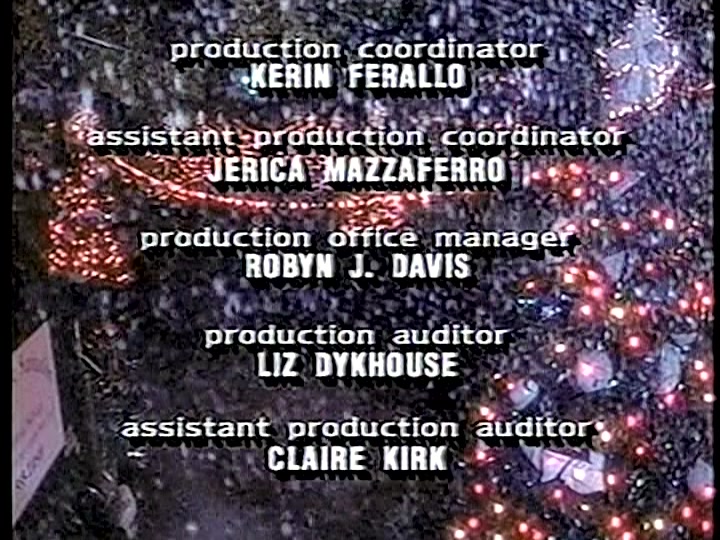 production coordinator
KERIN FERALLO
assistant production coordinator
JERICA MAZZAFERRO
production office manager
ROBYN J. DAVIS
production auditor
LIZ DYKHOUSE
assistant production auditor
CLAIRE KIRK